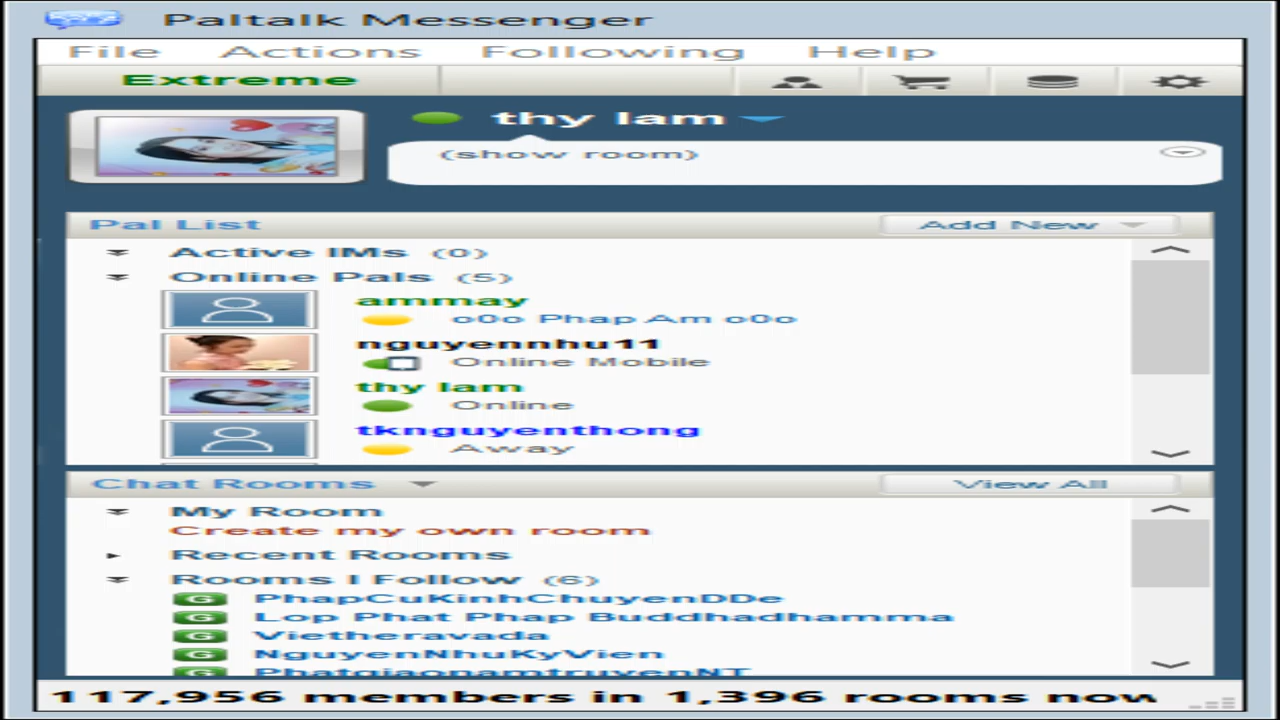 Paltalk Messenger
File Actions Following Help
Extreme
thy lam
(show room)
Pal List Add New
Active IMs (0)
Online Pals (5)
ammay
o0o Phap Am o0o
nguyennhu11
Online Mobile
thy lam
Online
tknguyenthong
Away
Chat Rooms View All
My Room
Create my own room
Recent Rooms
Rooms I Follow (6)
G PhapCuKinhChuyenDDe
G Lop Phat Phap Buddhadhamma
G Vietheravada
G NguyenNhuKyVien
G PhatgiaonamtruyenNT
117,956 members in 1,396 rooms now